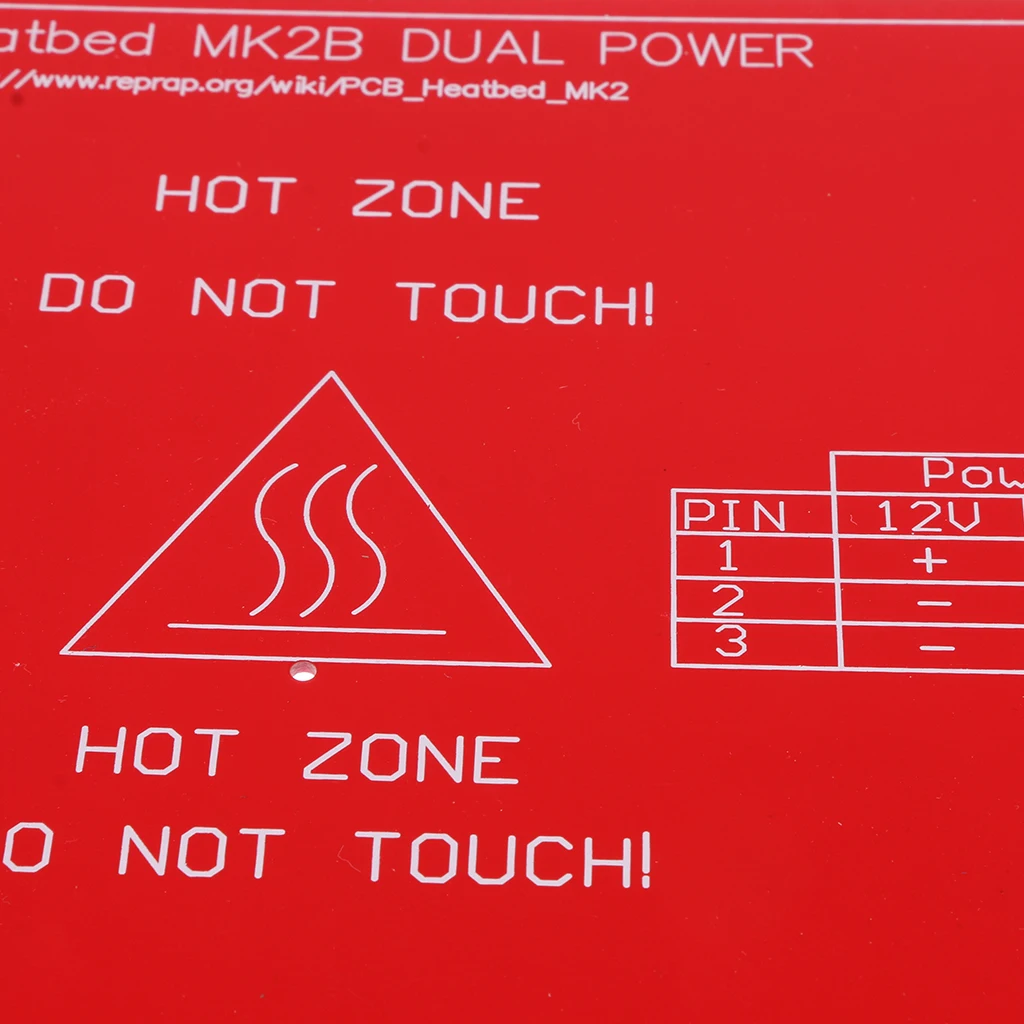 atbed MK2B DUAL POWER
//www.reprap.org/wiki/PCB_Heatbed_MK2
HOT ZONE
DO NOT TOUCH!
Pow
PIN 12V
1 +
2 -
3 -
HOT ZONE
O NOT TOUCH!